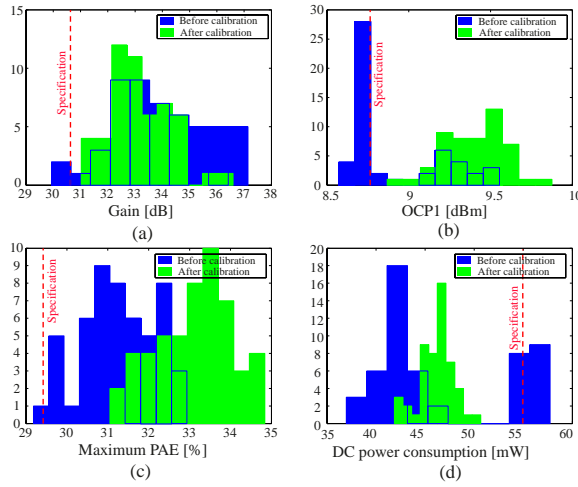 (a)
Before calibration
After calibration
Specification
15
10
5
0
29 30 31 32 33 34 35 36 37 38
Gain [dB]
(b)
Before calibration
After calibration
Specification
30
25
20
15
10
5
0
8.5 9 9.5 10
OCP1 [dBm]
(a)
(b)
Before calibration
After calibration
Specification
10
9
8
7
6
5
4
3
2
1
0
29 30 31 32 33 34 35
Maximum PAE [%]
(c)
Before calibration
After calibration
Specification
20
18
16
14
12
10
8
6
4
2
0
35 40 45 50 55 60
DC power consumption [mW]
(d)